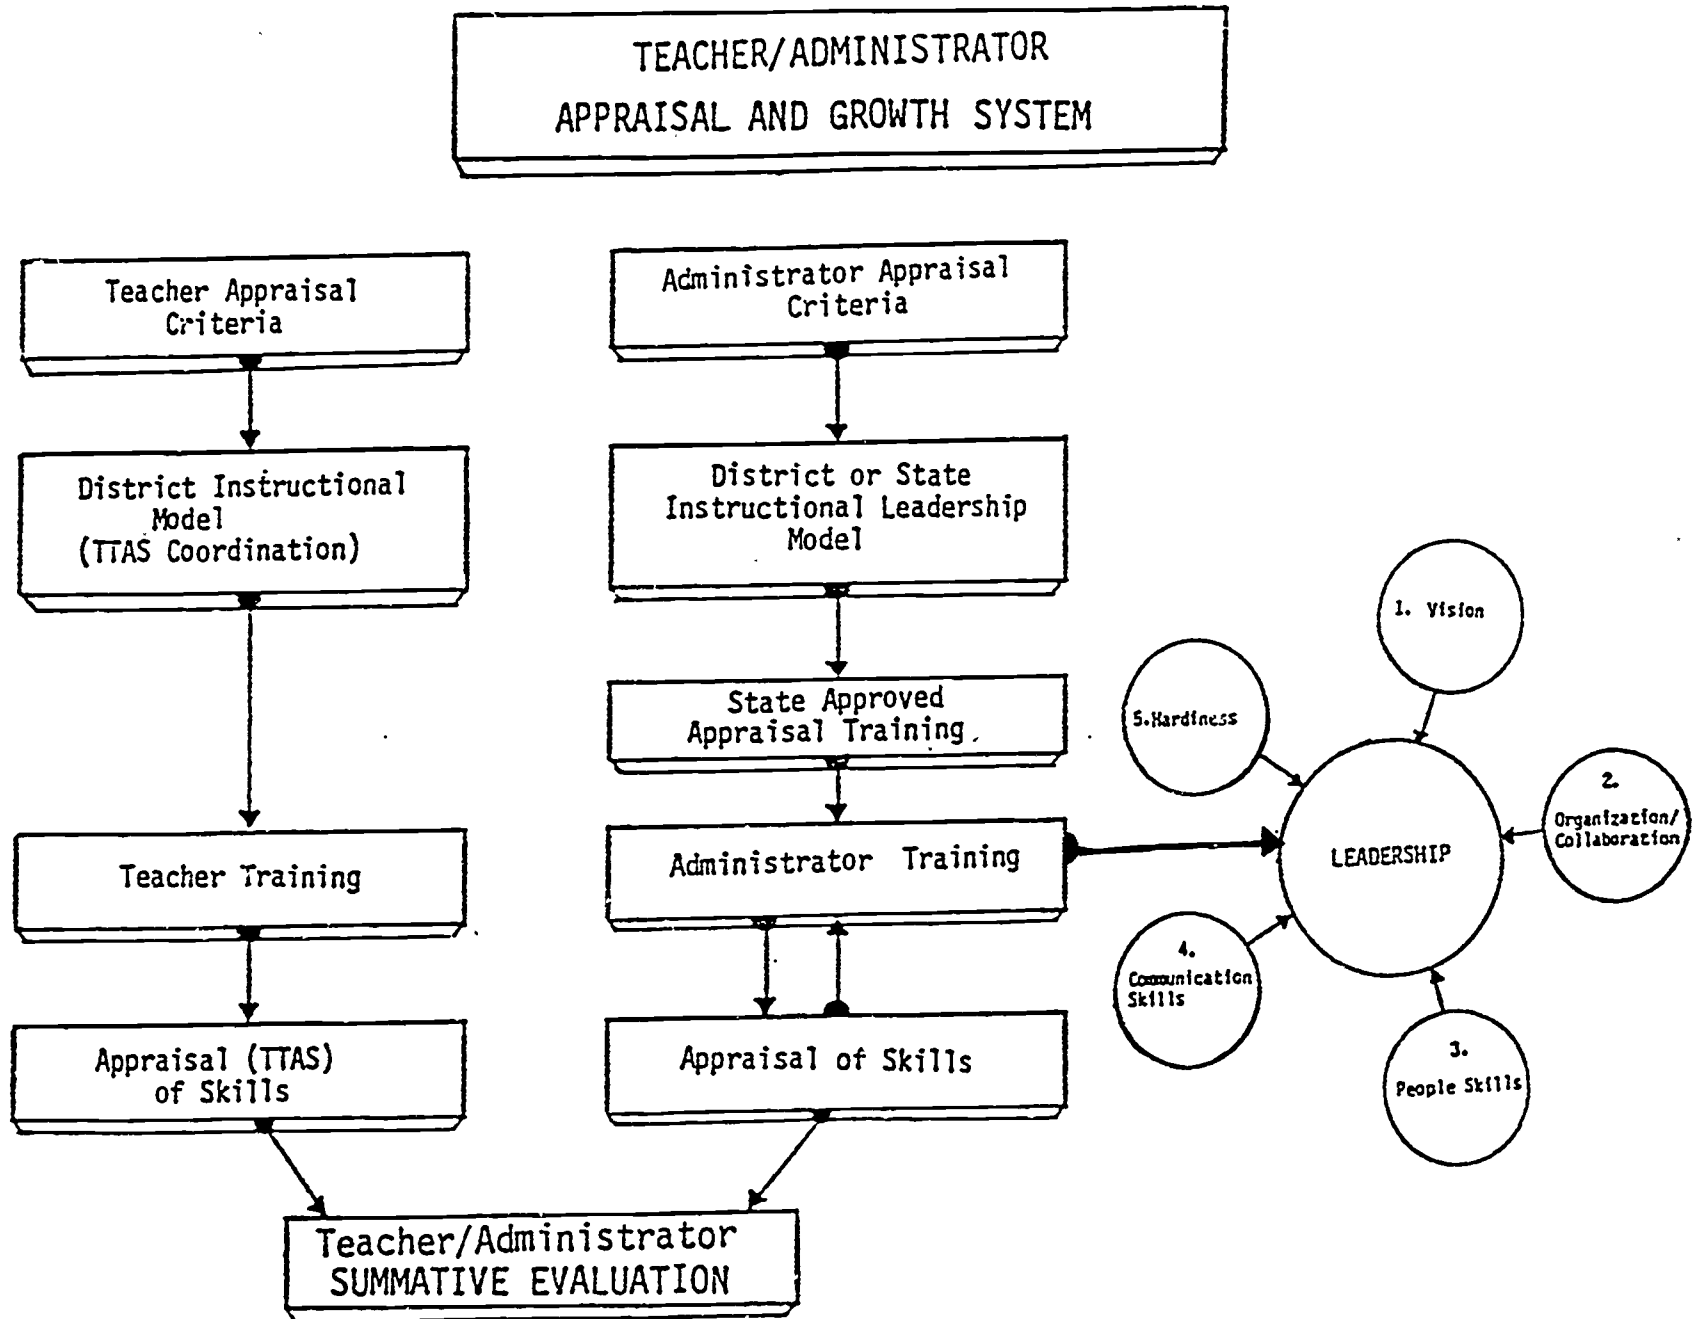 TEACHER/ADMINISTRATOR
APPRAISAL AND GROWTH SYSTEM
Teacher Appraisal
Criteria
District Instructional
Model
(TTAS Coordination)
Teacher Training
Appraisal (TTAS)
of Skills
Administrator Appraisal
Criteria
District or State
Instructional Leadership
Model
State Approved
Appraisal Training
Administrator Training
Appraisal of Skills
Teacher/Administrator
SUMMATIVE EVALUATION
LEADERSHIP
1. Vision
2.
Organization/
Collaboration
3.
People Skills
4.
Communication
Skills
5.Hardiness